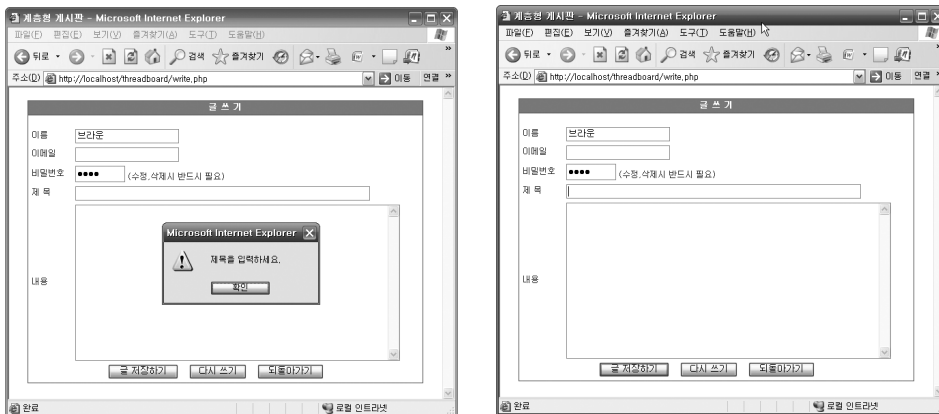 계층형 게시판 - Microsoft Internet Explorer
파일(F) 편집(E) 보기(V) 즐겨찾기(A) 도구(T) 도움말(H)
뒤로 검색 즐겨찾기
주소(D) http://localhost/threadboard/write.php 이동 연결 »
글 쓰 기
이름 브라운
이메일
비밀번호 •••• (수정,삭제시 반드시 필요)
제 목
Microsoft Internet Explorer
제목을 입력하세요.
확인
내용
글 저장하기 다시 쓰기 되돌아가기
완료 로컬 인트라넷
계층형 게시판 - Microsoft Internet Explorer
파일(F) 편집(E) 보기(V) 즐겨찾기(A) 도구(T) 도움말(H)
뒤로 검색 즐겨찾기
주소(D) http://localhost/threadboard/write.php 이동 연결 »
글 쓰 기
이름 브라운
이메일
비밀번호 •••• (수정,삭제시 반드시 필요)
제 목
내용
글 저장하기 다시 쓰기 되돌아가기
완료 로컬 인트라넷